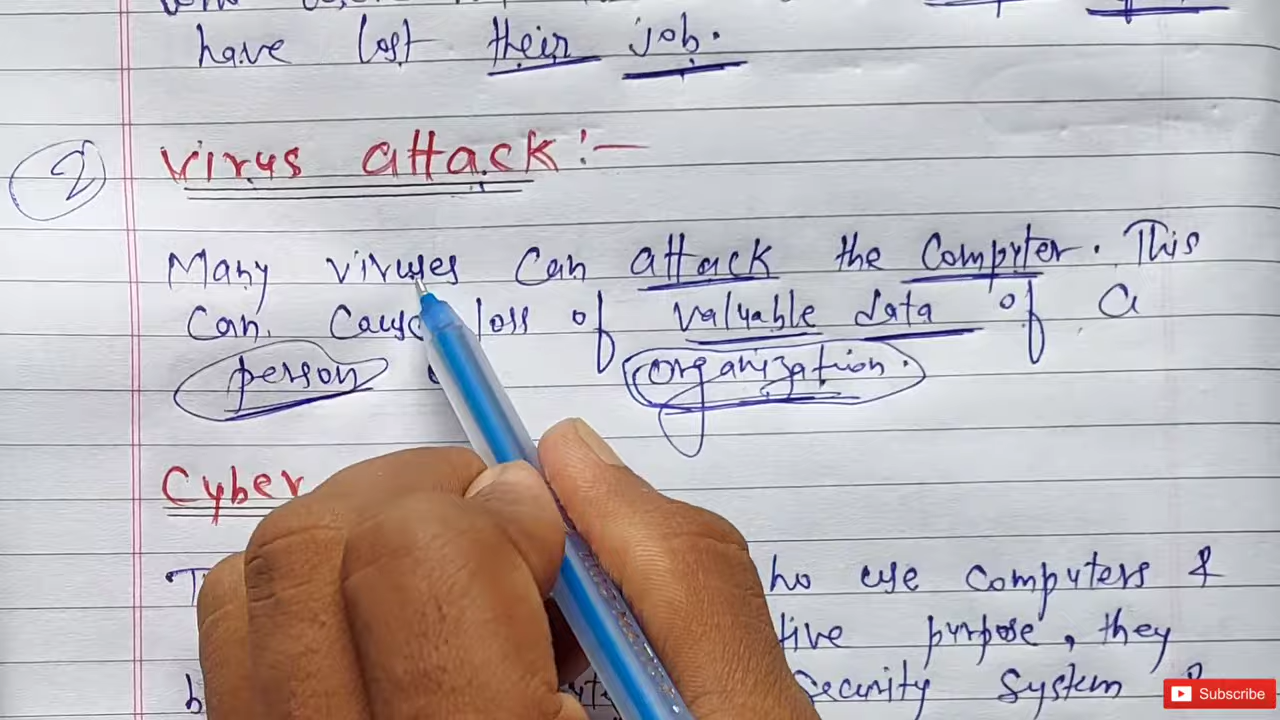 have lost their job.
2 Virus attack:-
Many viruses can attack the Computer. This
can cause loss of valuable data of a
person organization.
Cyber
use computers &
purpose, they
Security System
Subscribe